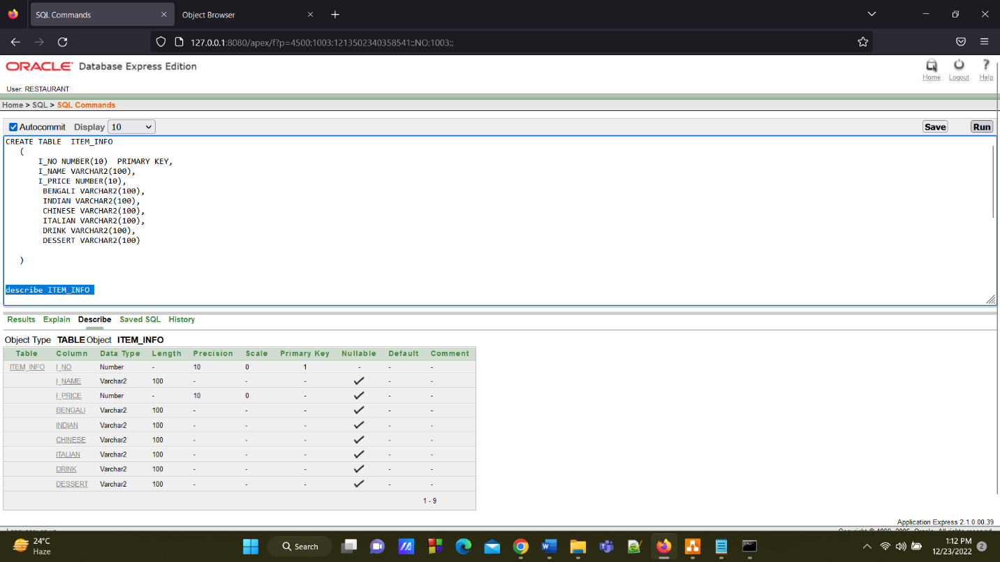 SQL Commands
Object Browser
127.0.0.1:8080/apex/f?p=4500:1003:1213502340358541::NO:1003::
ORACLE Database Express Edition
Home Logout Help
User: RESTAURANT
Home > SQL > SQL Commands
Autocommit Display 10 Save Run
CREATE TABLE ITEM_INFO
(
I_NO NUMBER(10) PRIMARY KEY,
I_NAME VARCHAR2(100),
I_PRICE NUMBER(10),
BENGALI VARCHAR2(100),
INDIAN VARCHAR2(100),
CHINESE VARCHAR2(100),
ITALIAN VARCHAR2(100),
DRINK VARCHAR2(100),
DESSERT VARCHAR2(100)
)
describe ITEM_INFO
Results Explain Describe Saved SQL History
Object Type TABLE Object ITEM_INFO
Table Column Data Type Length Precision Scale Primary Key Nullable Default Comment
ITEM_INFO I_NO Number - 10 0 1 - - -
I_NAME Varchar2 100 - - - ✓ - -
I_PRICE Number - 10 0 - ✓ - -
BENGALI Varchar2 100 - - - ✓ - -
INDIAN Varchar2 100 - - - ✓ - -
CHINESE Varchar2 100 - - - ✓ - -
ITALIAN Varchar2 100 - - - ✓ - -
DRINK Varchar2 100 - - - ✓ - -
DESSERT Varchar2 100 - - - ✓ - -
1 - 9
Application Express 2.1.0.00.39
24°C
Haze
Search
1:12 PM
12/23/2022
2